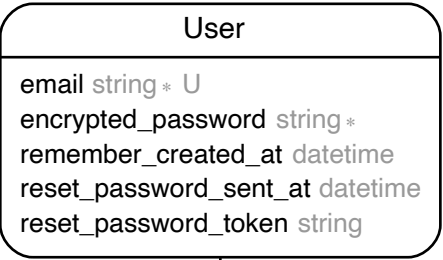 User
email string * U
encrypted_password string *
remember_created_at datetime
reset_password_sent_at datetime
reset_password_token string